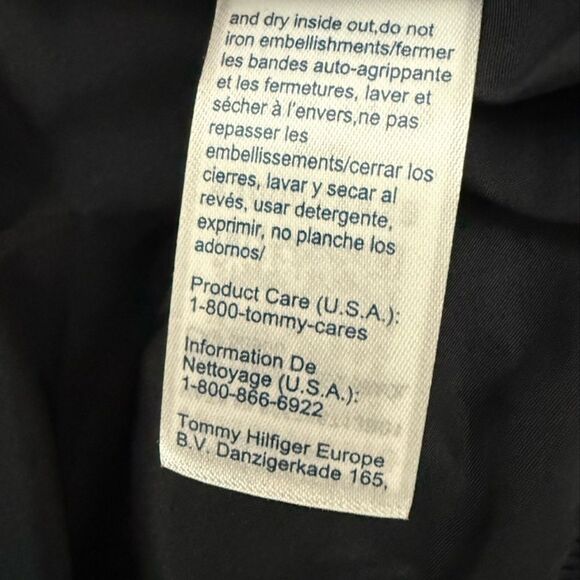 and dry inside out,do not
iron embellishments/fermer
les bandes auto-agrippante
et les fermetures, laver et
sécher à l'envers,ne pas
repasser les
embellissements/cerrar los
cierres, lavar y secar al
revés, usar detergente,
exprimir, no planche los
adornos/
Product Care (U.S.A.):
1-800-tommy-cares
Information De
Nettoyage (U.S.A.):
1-800-866-6922
Tommy Hilfiger Europe
B.V. Danzigerkade 165,